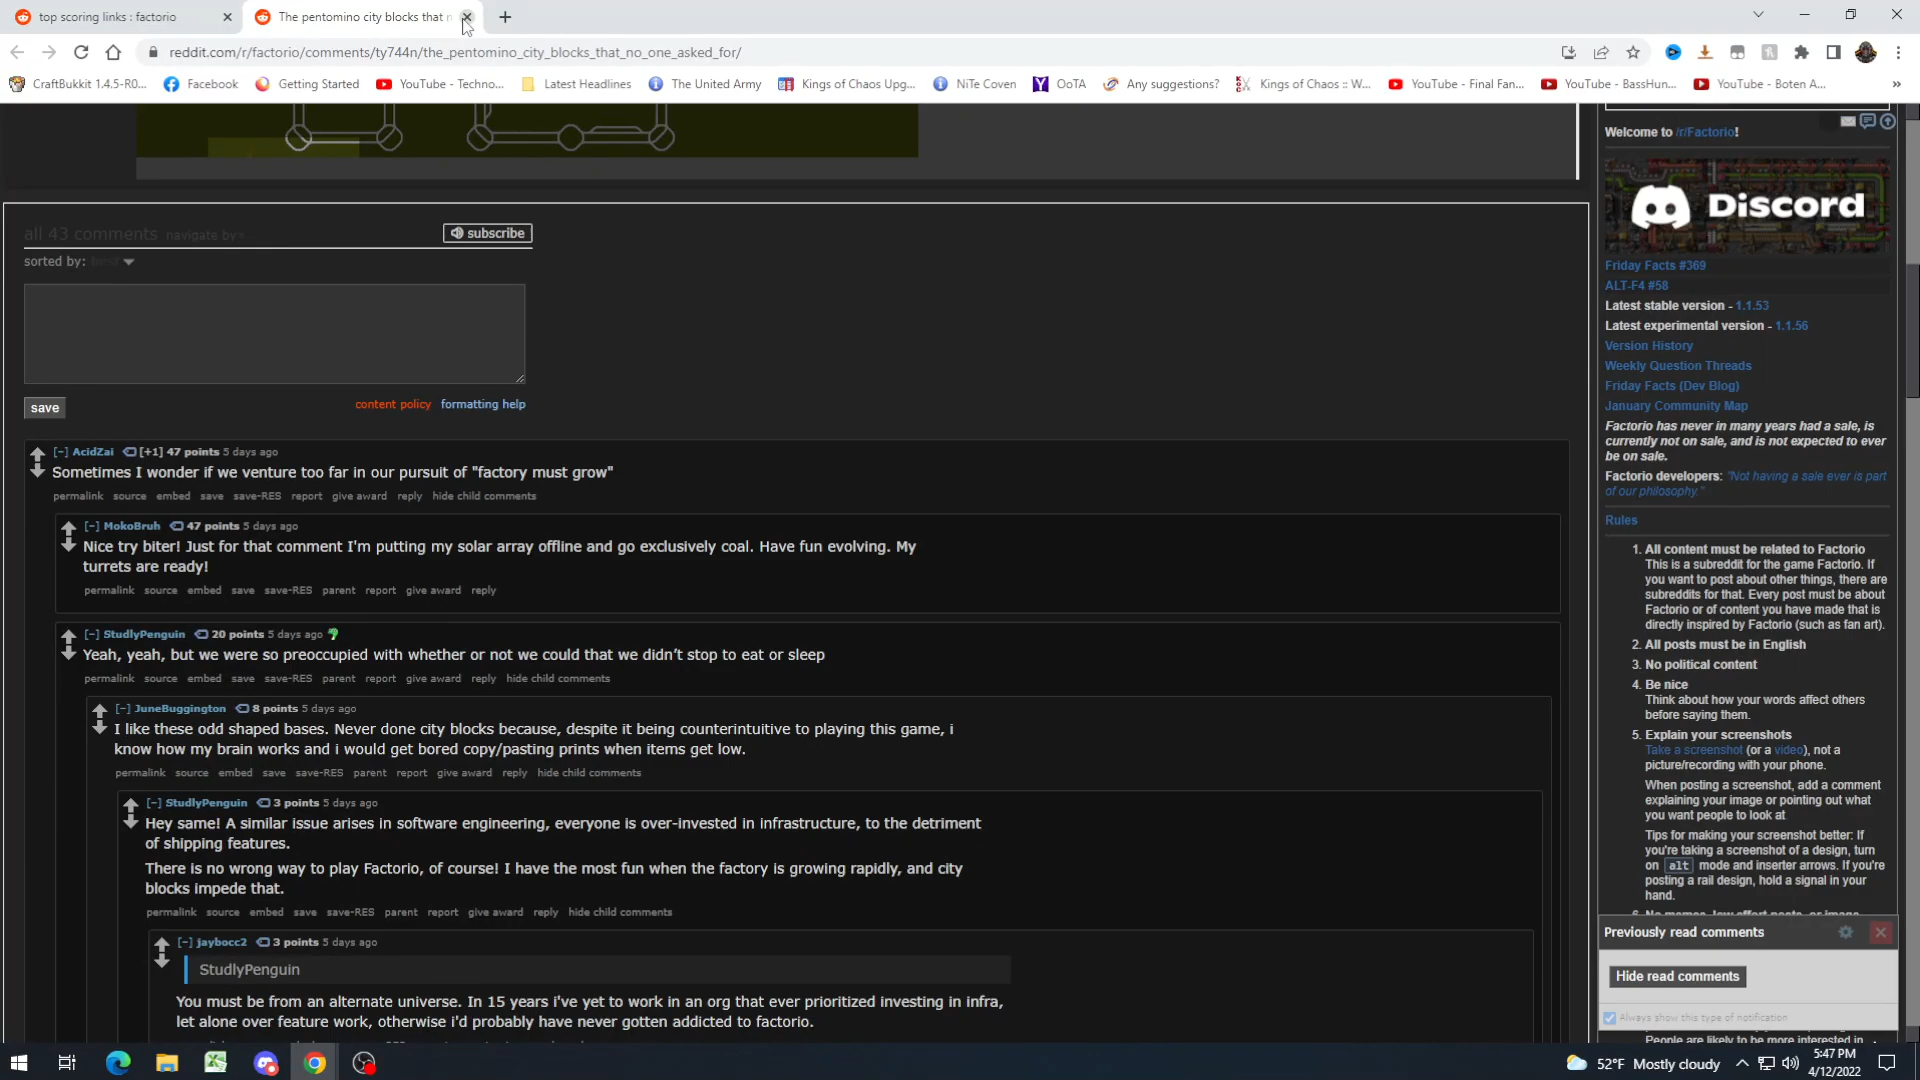 top scoring links : factorio
The pentomino city blocks that n
reddit.com/r/factorio/comments/ty744n/the_pentomino_city_blocks_that_no_one_asked_for/
CraftBukkit 1.4.5-R0...
Facebook
Getting Started
YouTube - Techno...
Latest Headlines
The United Army
Kings of Chaos Upg...
NiTe Coven
OoTA
Any suggestions?
Kings of Chaos :: W...
YouTube - Final Fan...
YouTube - BassHun...
YouTube - Boten A...
»
all 43 comments navigate by
subscribe
sorted by: best
save
content policy formatting help
[-] AcidZai [+1] 47 points 5 days ago
Sometimes I wonder if we venture too far in our pursuit of "factory must grow"
permalink source embed save save-RES report give award reply hide child comments
[-] MokoBruh 47 points 5 days ago
Nice try biter! Just for that comment I'm putting my solar array offline and go exclusively coal. Have fun evolving. My
turrets are ready!
permalink source embed save save-RES parent report give award reply
[-] StudlyPenguin 20 points 5 days ago
Yeah, yeah, but we were so preoccupied with whether or not we could that we didn't stop to eat or sleep
permalink source embed save save-RES parent report give award reply hide child comments
[-] JuneBuggington 8 points 5 days ago
I like these odd shaped bases. Never done city blocks because, despite it being counterintuitive to playing this game, i
know how my brain works and i would get bored copy/pasting prints when items get low.
permalink source embed save save-RES parent report give award reply hide child comments
[-] StudlyPenguin 3 points 5 days ago
Hey same! A similar issue arises in software engineering, everyone is over-invested in infrastructure, to the detriment
of shipping features.
There is no wrong way to play Factorio, of course! I have the most fun when the factory is growing rapidly, and city
blocks impede that.
permalink source embed save save-RES parent report give award reply hide child comments
[-] jaybocc2 3 points 5 days ago
StudlyPenguin
You must be from an alternate universe. In 15 years i've yet to work in an org that ever prioritized investing in infra,
let alone over feature work, otherwise i'd probably have never gotten addicted to factorio.
Welcome to /r/Factorio!
Discord
Friday Facts #369
ALT-F4 #58
Latest stable version - 1.1.53
Latest experimental version - 1.1.56
Version History
Weekly Question Threads
Friday Facts (Dev Blog)
January Community Map
Factorio has never in many years had a sale, is
currently not on sale, and is not expected to ever
be on sale.
Factorio developers: "Not having a sale ever is part
of our philosophy."
Rules
1. All content must be related to Factorio
This is a subreddit for the game Factorio. If
you want to post about other things, there are
subreddits for that. Every post must be about
Factorio or of content you have made that is
directly inspired by Factorio (such as fan art).
2. All posts must be in English
3. No political content
4. Be nice
Think about how your words affect others
before saying them.
5. Explain your screenshots
Take a screenshot (or a video), not a
picture/recording with your phone.
When posting a screenshot, add a comment
explaining your image or pointing out what
you want people to look at
Tips for making your screenshot better: If
you're taking a screenshot of a design, turn
on alt mode and inserter arrows. If you're
posting a rail design, hold a signal in your
hand.
Previously read comments
Hide read comments
Always show this type of notification
People are likely to be more interested in
52°F Mostly cloudy
5:47 PM
4/12/2022